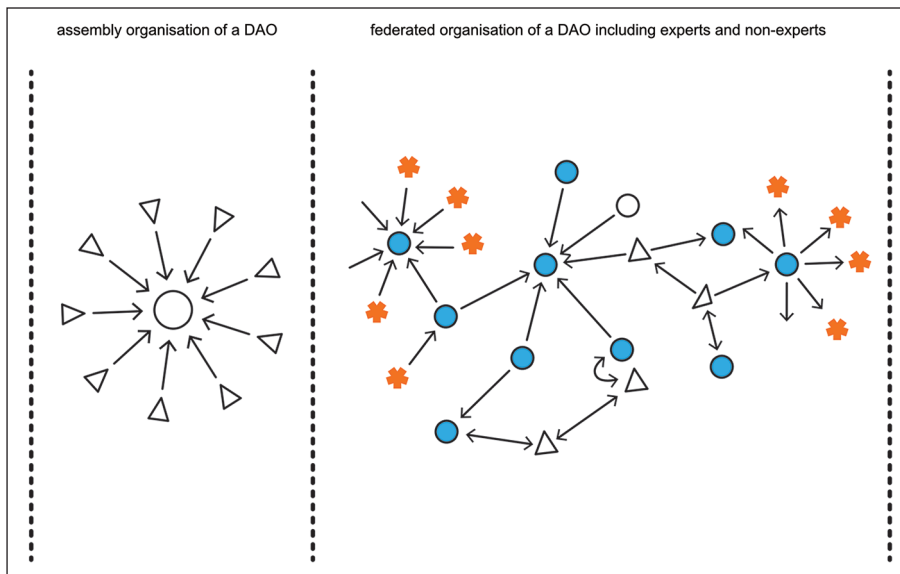 assembly organisation of a DAO
federated organisation of a DAO including experts and non-experts